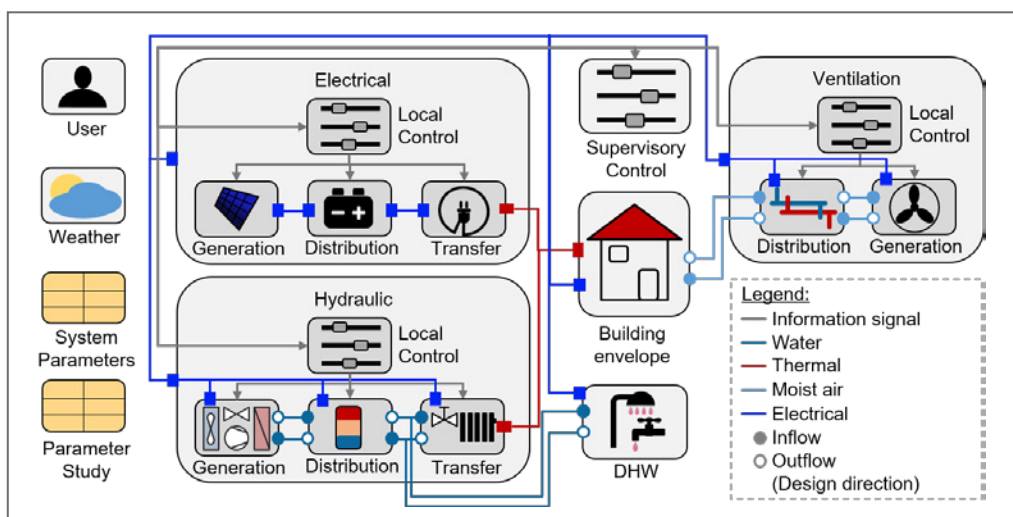 User
Weather
System
Parameters
Parameter
Study
Electrical
Local
Control
Generation
Distribution
Transfer
Hydraulic
Local
Control
Generation
Distribution
Transfer
Supervisory
Control
Building
envelope
DHW
Ventilation
Local
Control
Distribution
Generation
Legend:
Information signal
Water
Thermal
Moist air
Electrical
Inflow
Outflow
(Design direction)